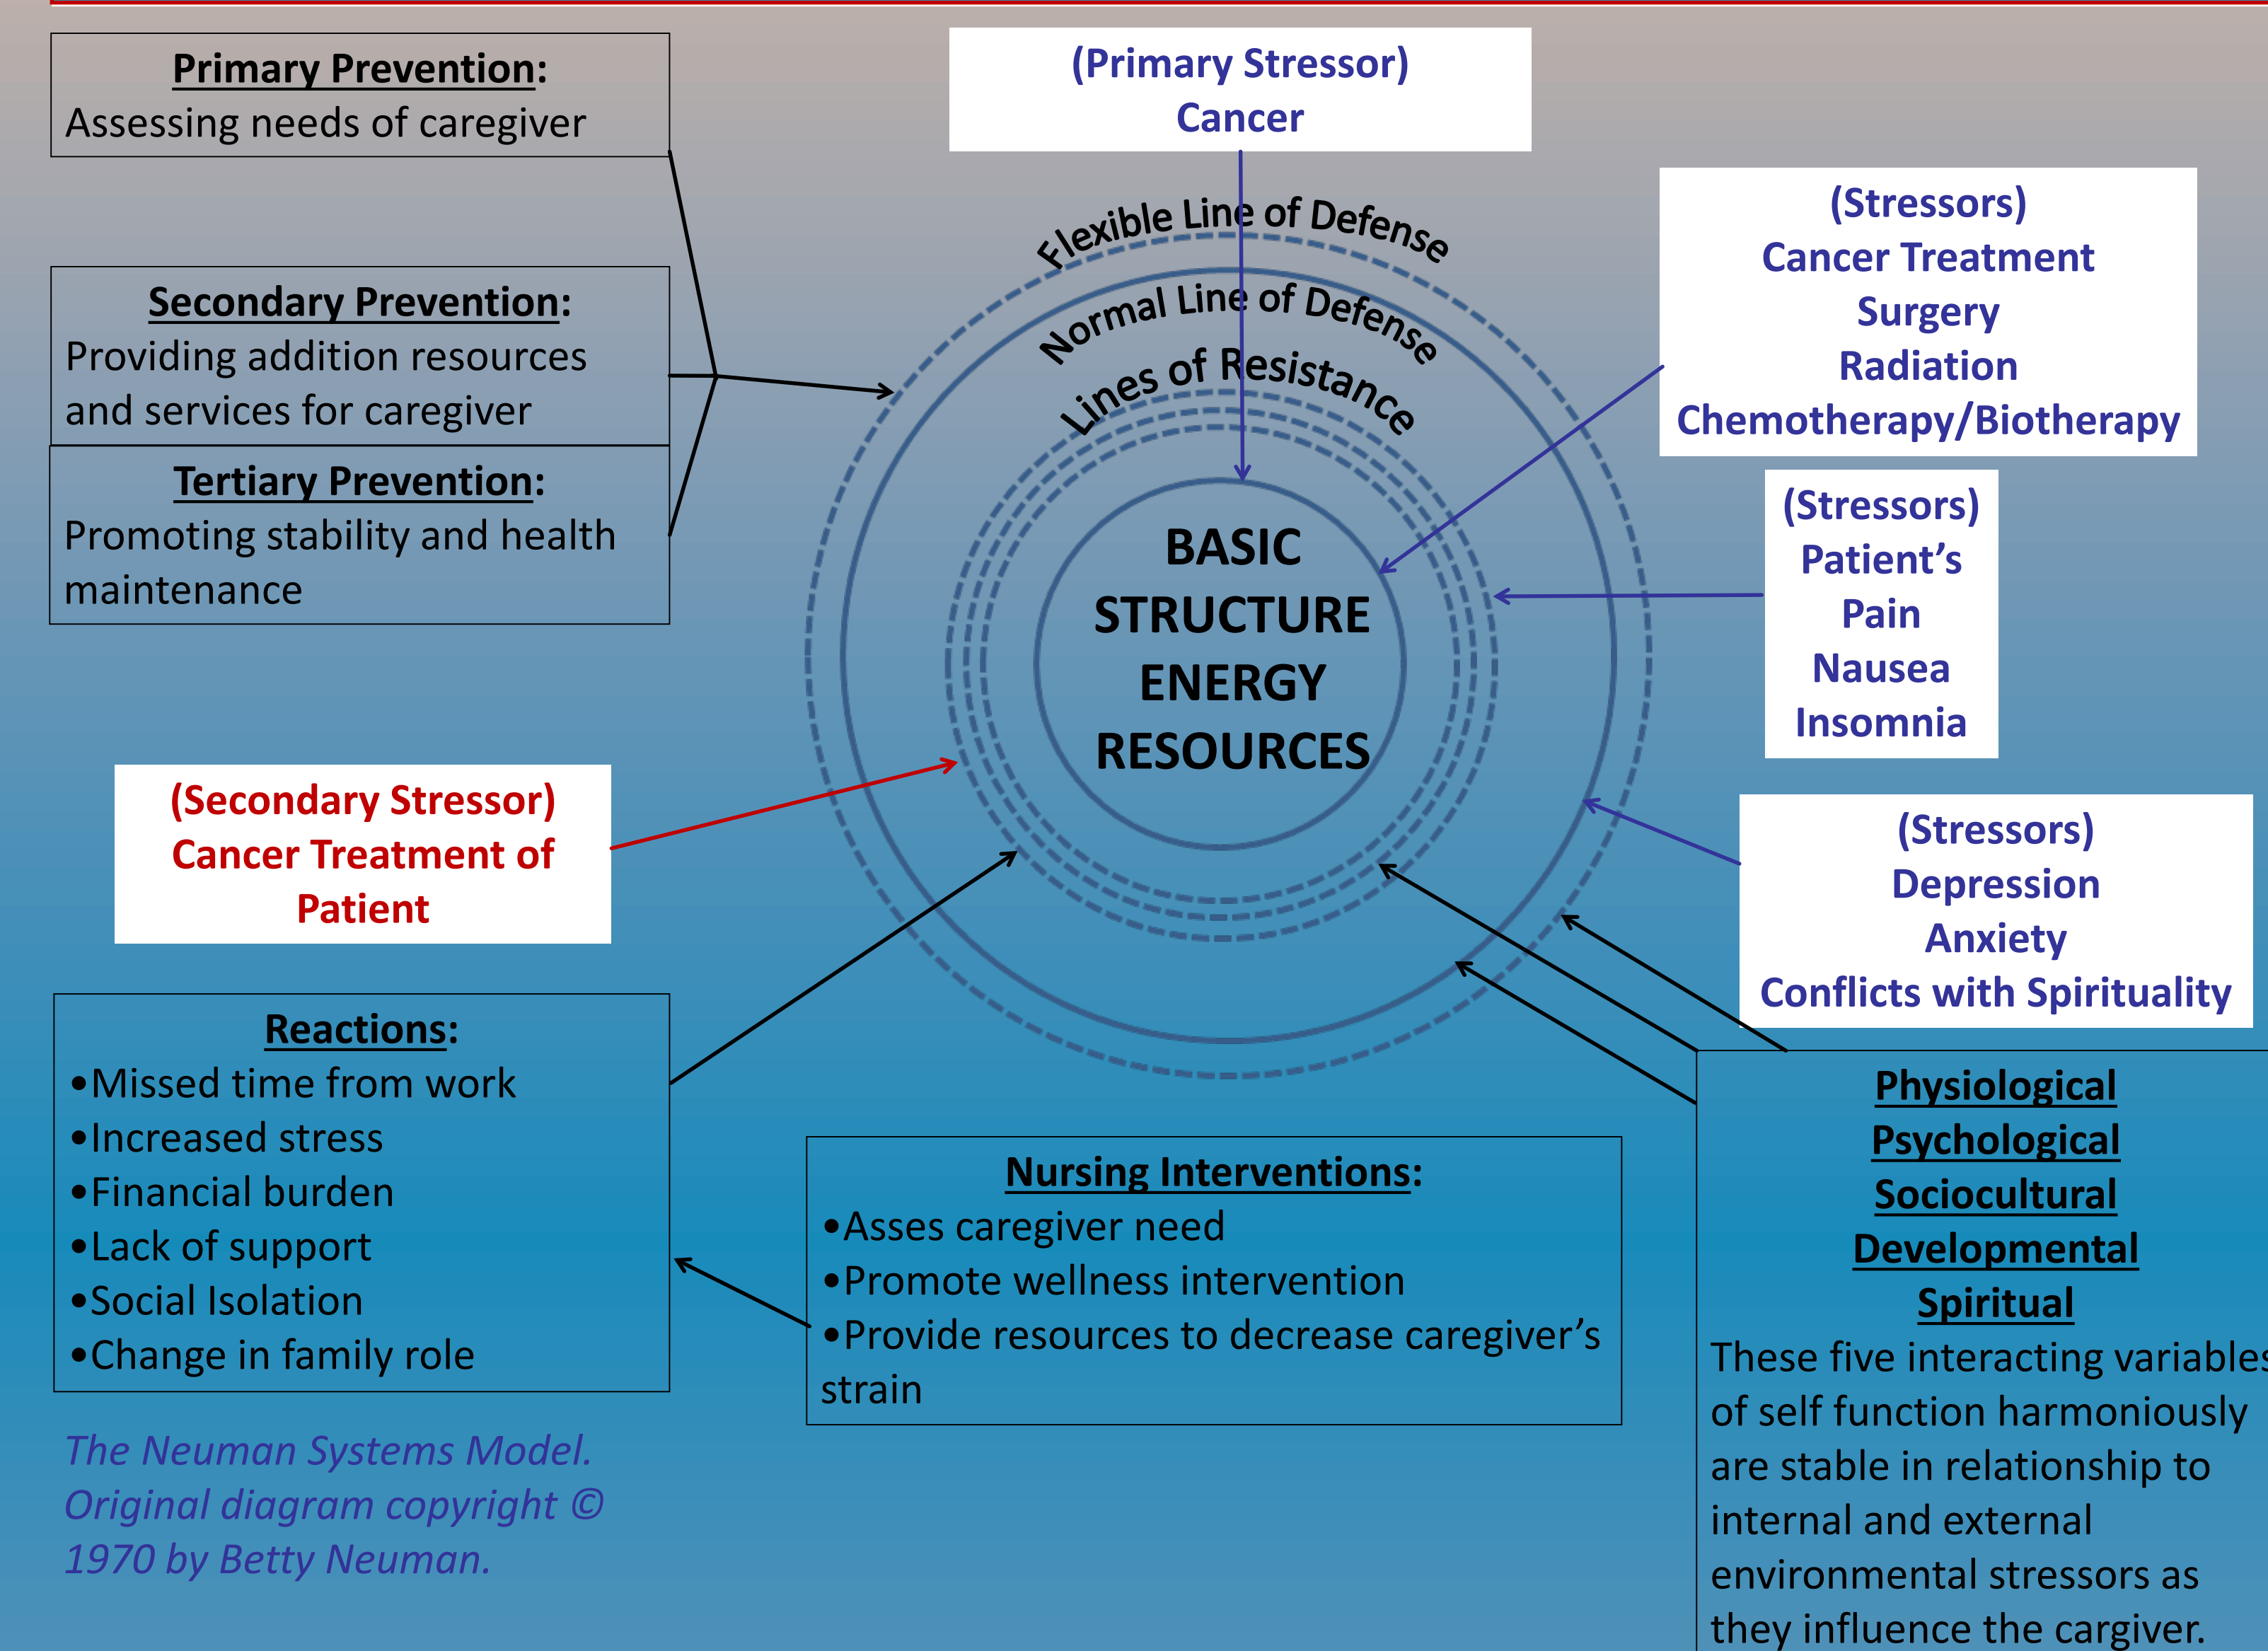 Primary Prevention:
Assessing needs of caregiver
(Primary Stressor)
Cancer
(Stressors)
Cancer Treatment
Surgery
Radiation
Chemotherapy/Biotherapy
Flexible Line of Defense
Normal Line of Defense
Lines of Resistance
Secondary Prevention:
Providing addition resources
and services for caregiver
Tertiary Prevention:
Promoting stability and health
maintenance
BASIC
STRUCTURE
ENERGY
RESOURCES
(Stressors)
Patient’s
Pain
Nausea
Insomnia
(Secondary Stressor)
Cancer Treatment of
Patient
(Stressors)
Depression
Anxiety
Conflicts with Spirituality
Reactions:
•Missed time from work
•Increased stress
•Financial burden
•Lack of support
•Social Isolation
•Change in family role
Nursing Interventions:
•Asses caregiver need
•Promote wellness intervention
•Provide resources to decrease caregiver’s
strain
Physiological
Psychological
Sociocultural
Developmental
Spiritual
These five interacting variables
of self function harmoniously
are stable in relationship to
internal and external
environmental stressors as
they influence the cargiver.
The Neuman Systems Model.
Original diagram copyright ©
1970 by Betty Neuman.